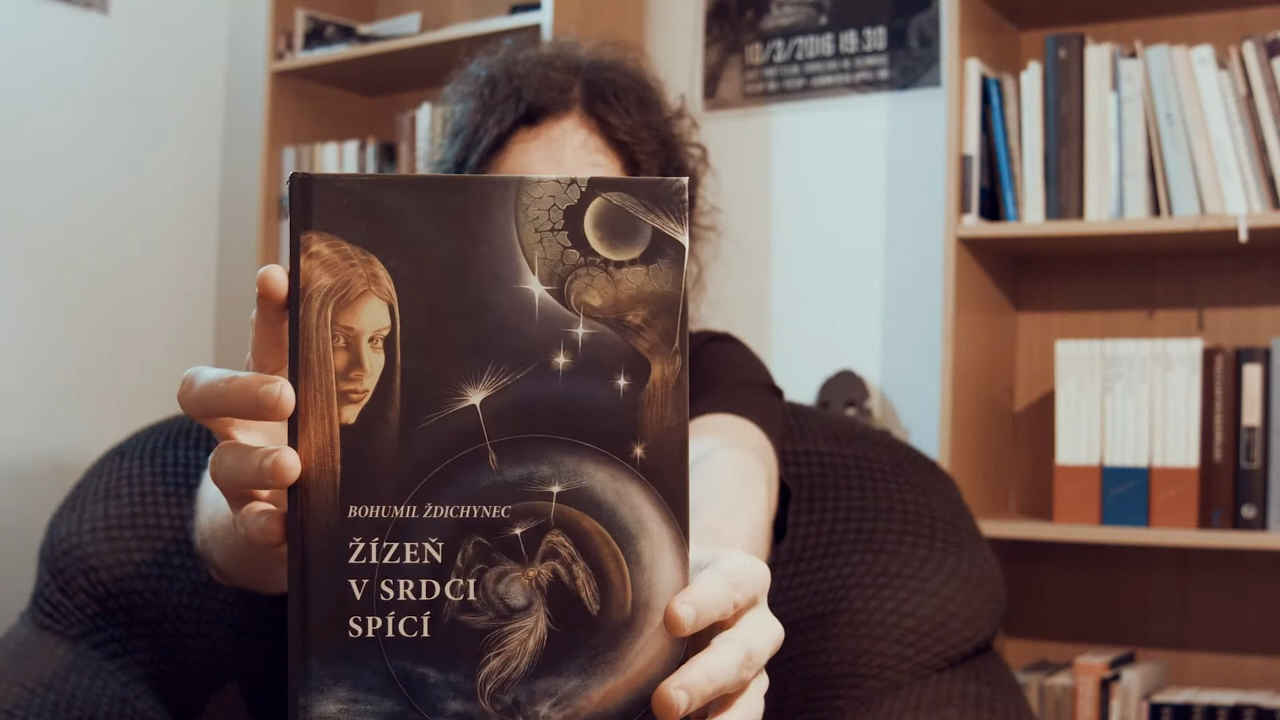 10/3/2016 19:30
BOHUMIL ŽDICHYNEC
ŽÍZEŇ
V SRDCI
SPÍCÍ